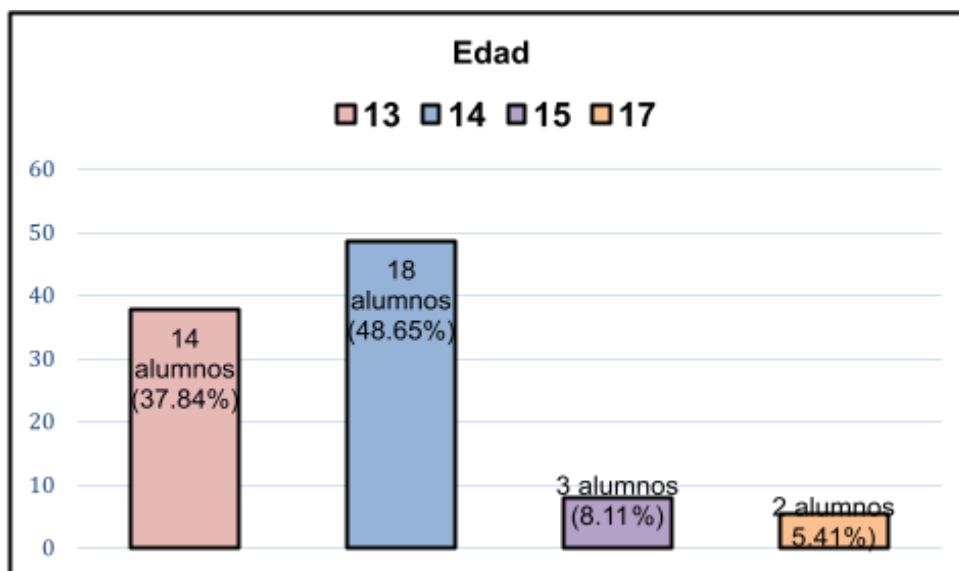 Edad
13 14 15 17
60
50
40
30
20
10
0
14
alumnos
(37.84%)
18
alumnos
(48.65%)
3 alumnos
(8.11%)
2 alumnos
5.41%)